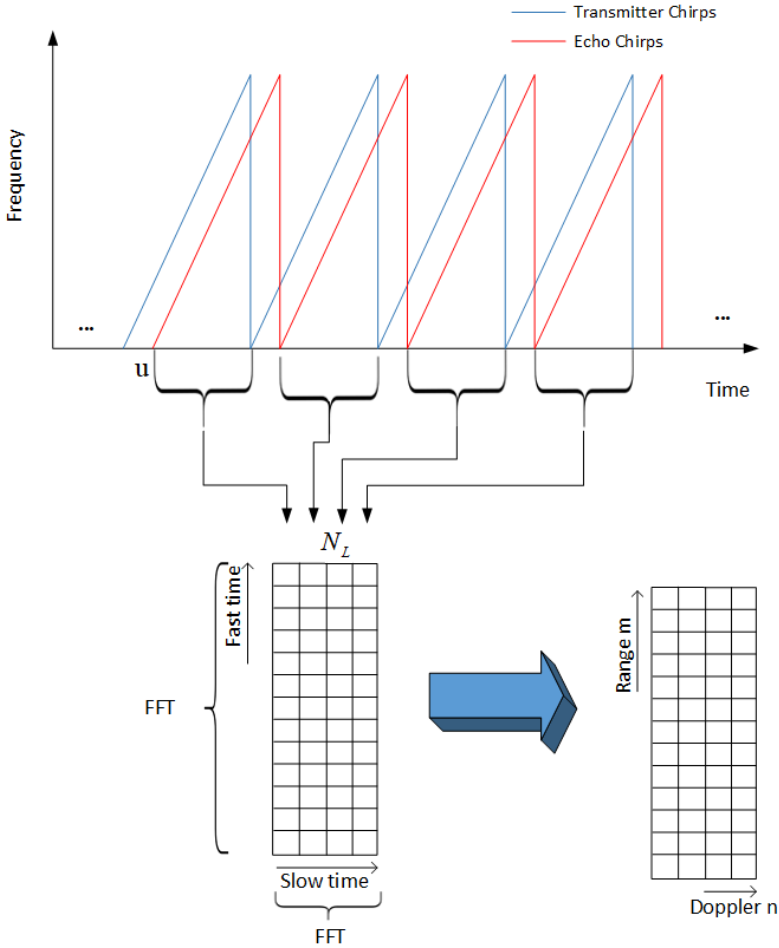 Transmitter Chirps
Echo Chirps
Frequency
...
...
u
Time
N_L
Fast time
FFT
Slow time
FFT
Range m
Doppler n